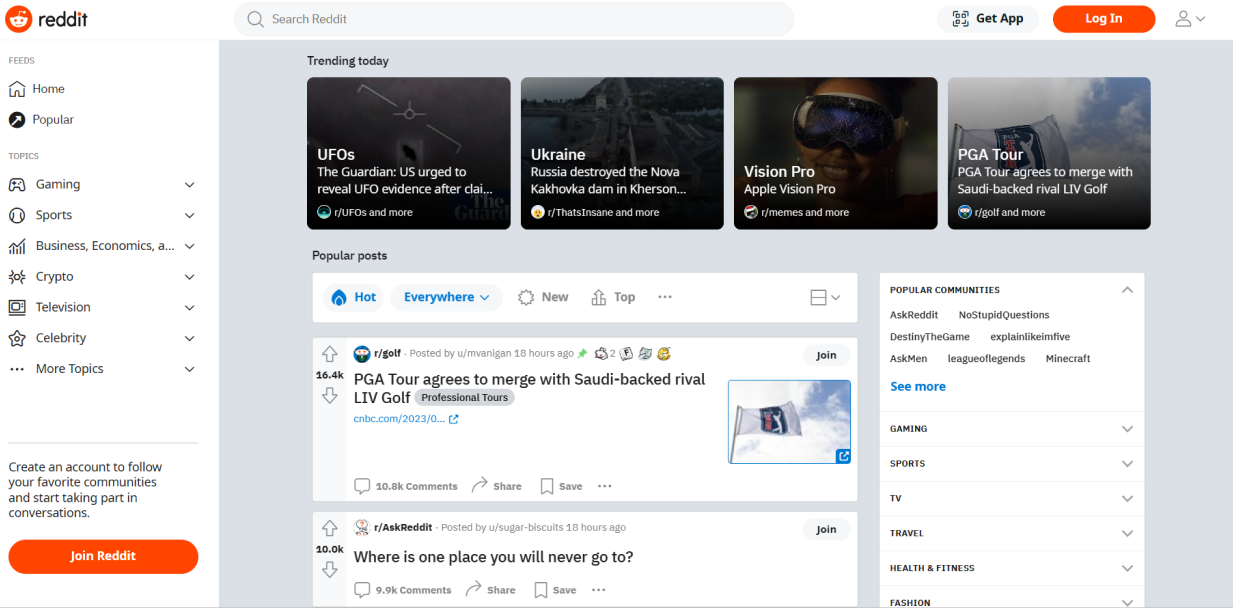 reddit
Search Reddit
Get App
Log In
FEEDS
Home
Popular
TOPICS
Gaming
Sports
Business, Economics, a...
Crypto
Television
Celebrity
More Topics
Create an account to follow
your favorite communities
and start taking part in
conversations.
Join Reddit
Trending today
UFOs
The Guardian: US urged to
reveal UFO evidence after clai...
r/UFOs and more
Ukraine
Russia destroyed the Nova
Kakhovka dam in Kherson...
r/ThatsInsane and more
Vision Pro
Apple Vision Pro
r/memes and more
PGA Tour
PGA Tour agrees to merge with
Saudi-backed rival LIV Golf
r/golf and more
Popular posts
Hot
Everywhere
New
Top
r/golf · Posted by u/mvanigan 18 hours ago
2
Join
16.4k
PGA Tour agrees to merge with Saudi-backed rival
LIV Golf Professional Tours
cnbc.com/2023/0...
10.8k Comments
Share
Save
r/AskReddit · Posted by u/sugar-biscuits 18 hours ago
Join
10.0k
Where is one place you will never go to?
9.9k Comments
Share
Save
POPULAR COMMUNITIES
AskReddit NoStupidQuestions
DestinyTheGame explainlikeimfive
AskMen leagueoflegends Minecraft
See more
GAMING
SPORTS
TV
TRAVEL
HEALTH & FITNESS
FASHION